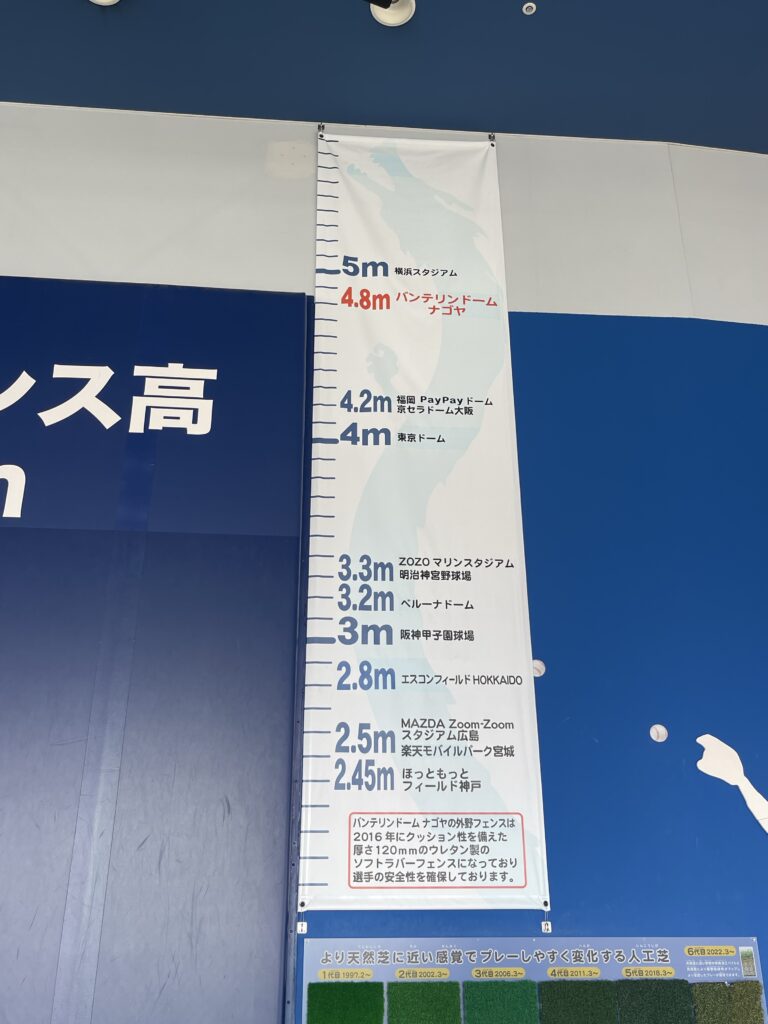 ンス高
m
5m 横浜スタジアム
4.8m バンテリンドーム
ナゴヤ
4.2m 福岡 PayPayドーム
京セラドーム大阪
4m 東京ドーム
3.3m ZOZOマリンスタジアム
明治神宮野球場
3.2m ベルーナドーム
3m 阪神甲子園球場
2.8m エスコンフィールドHOKKAIDO
2.5m MAZDA Zoom-Zoom
スタジアム広島
楽天モバイルパーク宮城
2.45m ほっともっと
フィールド神戸
バンテリンドーム ナゴヤの外野フェンスは
2016年にクッション性を備えた
厚さ120mmのウレタン製の
ソフトラバーフェンスになっており
選手の安全性を確保しております。
より天然芝に近い感覚でプレーしやすく変化する人工芝
1代目 1997.2～ 2代目 2002.3～ 3代目 2006.3～ 4代目 2011.3～ 5代目 2016.3～ 6代目 2022.3～